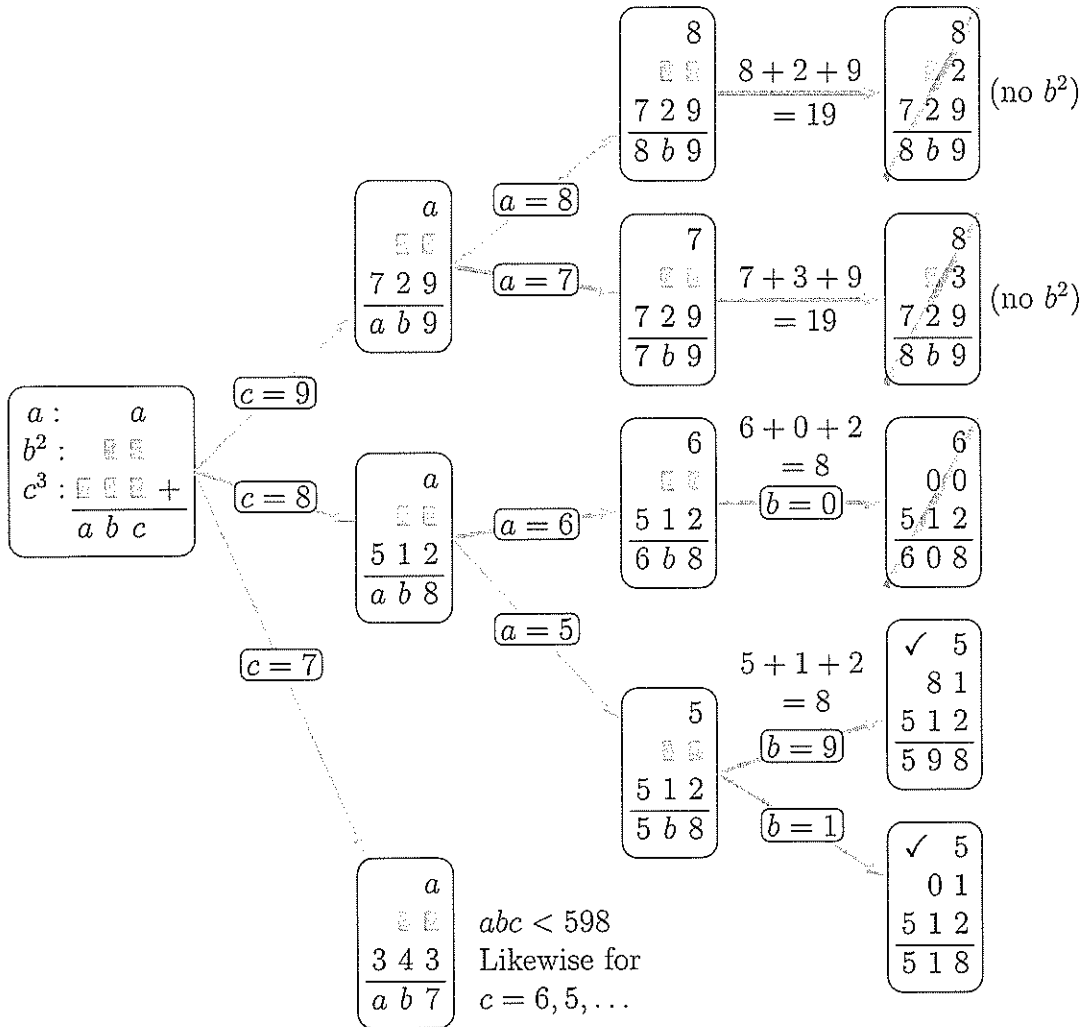 a : a
b² :
c³ : +
a b c
c = 9
c = 8
c = 7
a
7 2 9
a b 9
a = 8
a = 7
8
7 2 9
8 b 9
8 + 2 + 9
= 19
8
2
7 2 9
8 b 9
(no b²)
7
7 2 9
7 b 9
7 + 3 + 9
= 19
8
3
7 2 9
8 b 9
(no b²)
a
5 1 2
a b 8
a = 6
a = 5
6
5 1 2
6 b 8
6 + 0 + 2
= 8
b = 0
6
0 0
5 1 2
6 0 8
5
5 1 2
5 b 8
5 + 1 + 2
= 8
b = 9
b = 1
✓ 5
8 1
5 1 2
5 9 8
✓ 5
0 1
5 1 2
5 1 8
a
3 4 3
a b 7
abc < 598
Likewise for
c = 6, 5, . . .